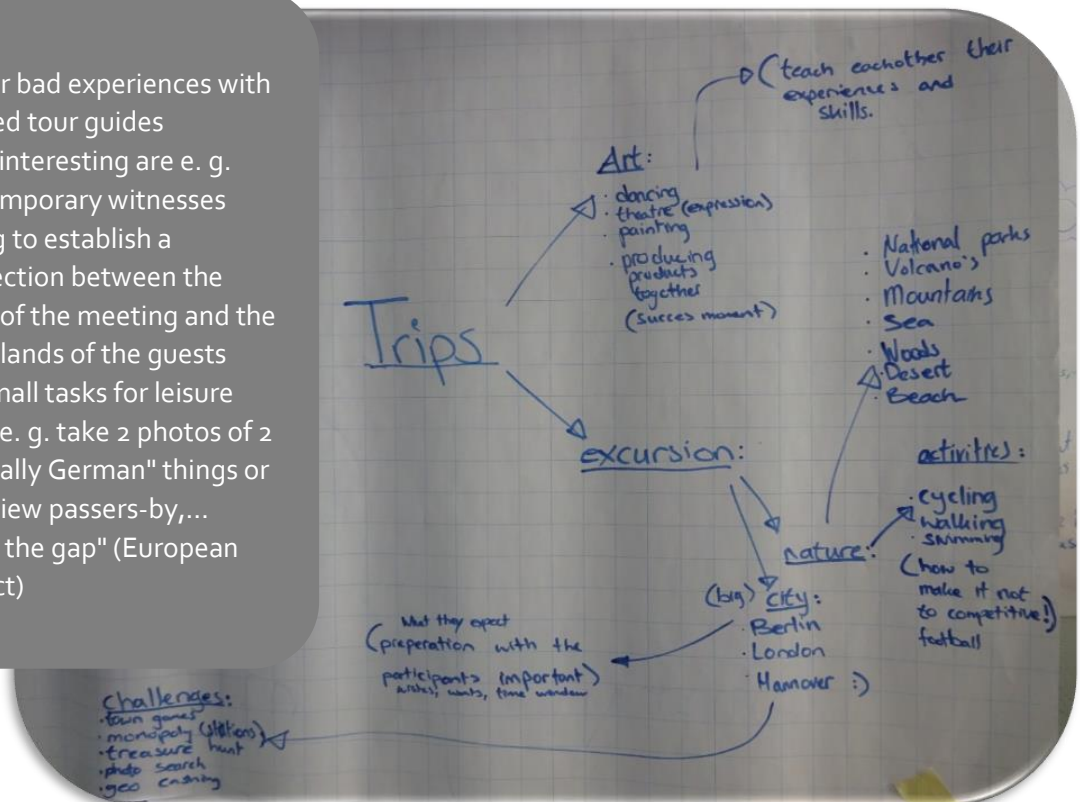 r bad experiences with
ed tour guides
interesting are e. g.
mporary witnesses
g to establish a
ection between the
of the meeting and the
lands of the guests
mall tasks for leisure
e. g. take 2 photos of 2
ally German" things or
view passers-by,...
the gap" (European
ct)
Trips
(teach eachother their
experiences and
skills.
Art:
· dancing
· theatre (expression)
· painting
· producing
products
together
(succes moment)
excursion:
· National parks
· Volcano's
· Mountains
· Sea
· Woods
· Desert
· Beach
nature:
activities:
· cycling
· walking
· swimming
(how to
make it not
to competitive!)
football
(big) city:
· Berlin
· London
· Hannover :)
What they expect
(preperation with the
participants important)
wishes, wants, time window
Challenges:
· town games
· monopoly (stations)
· treasure hunt
· photo search
· geo cashing